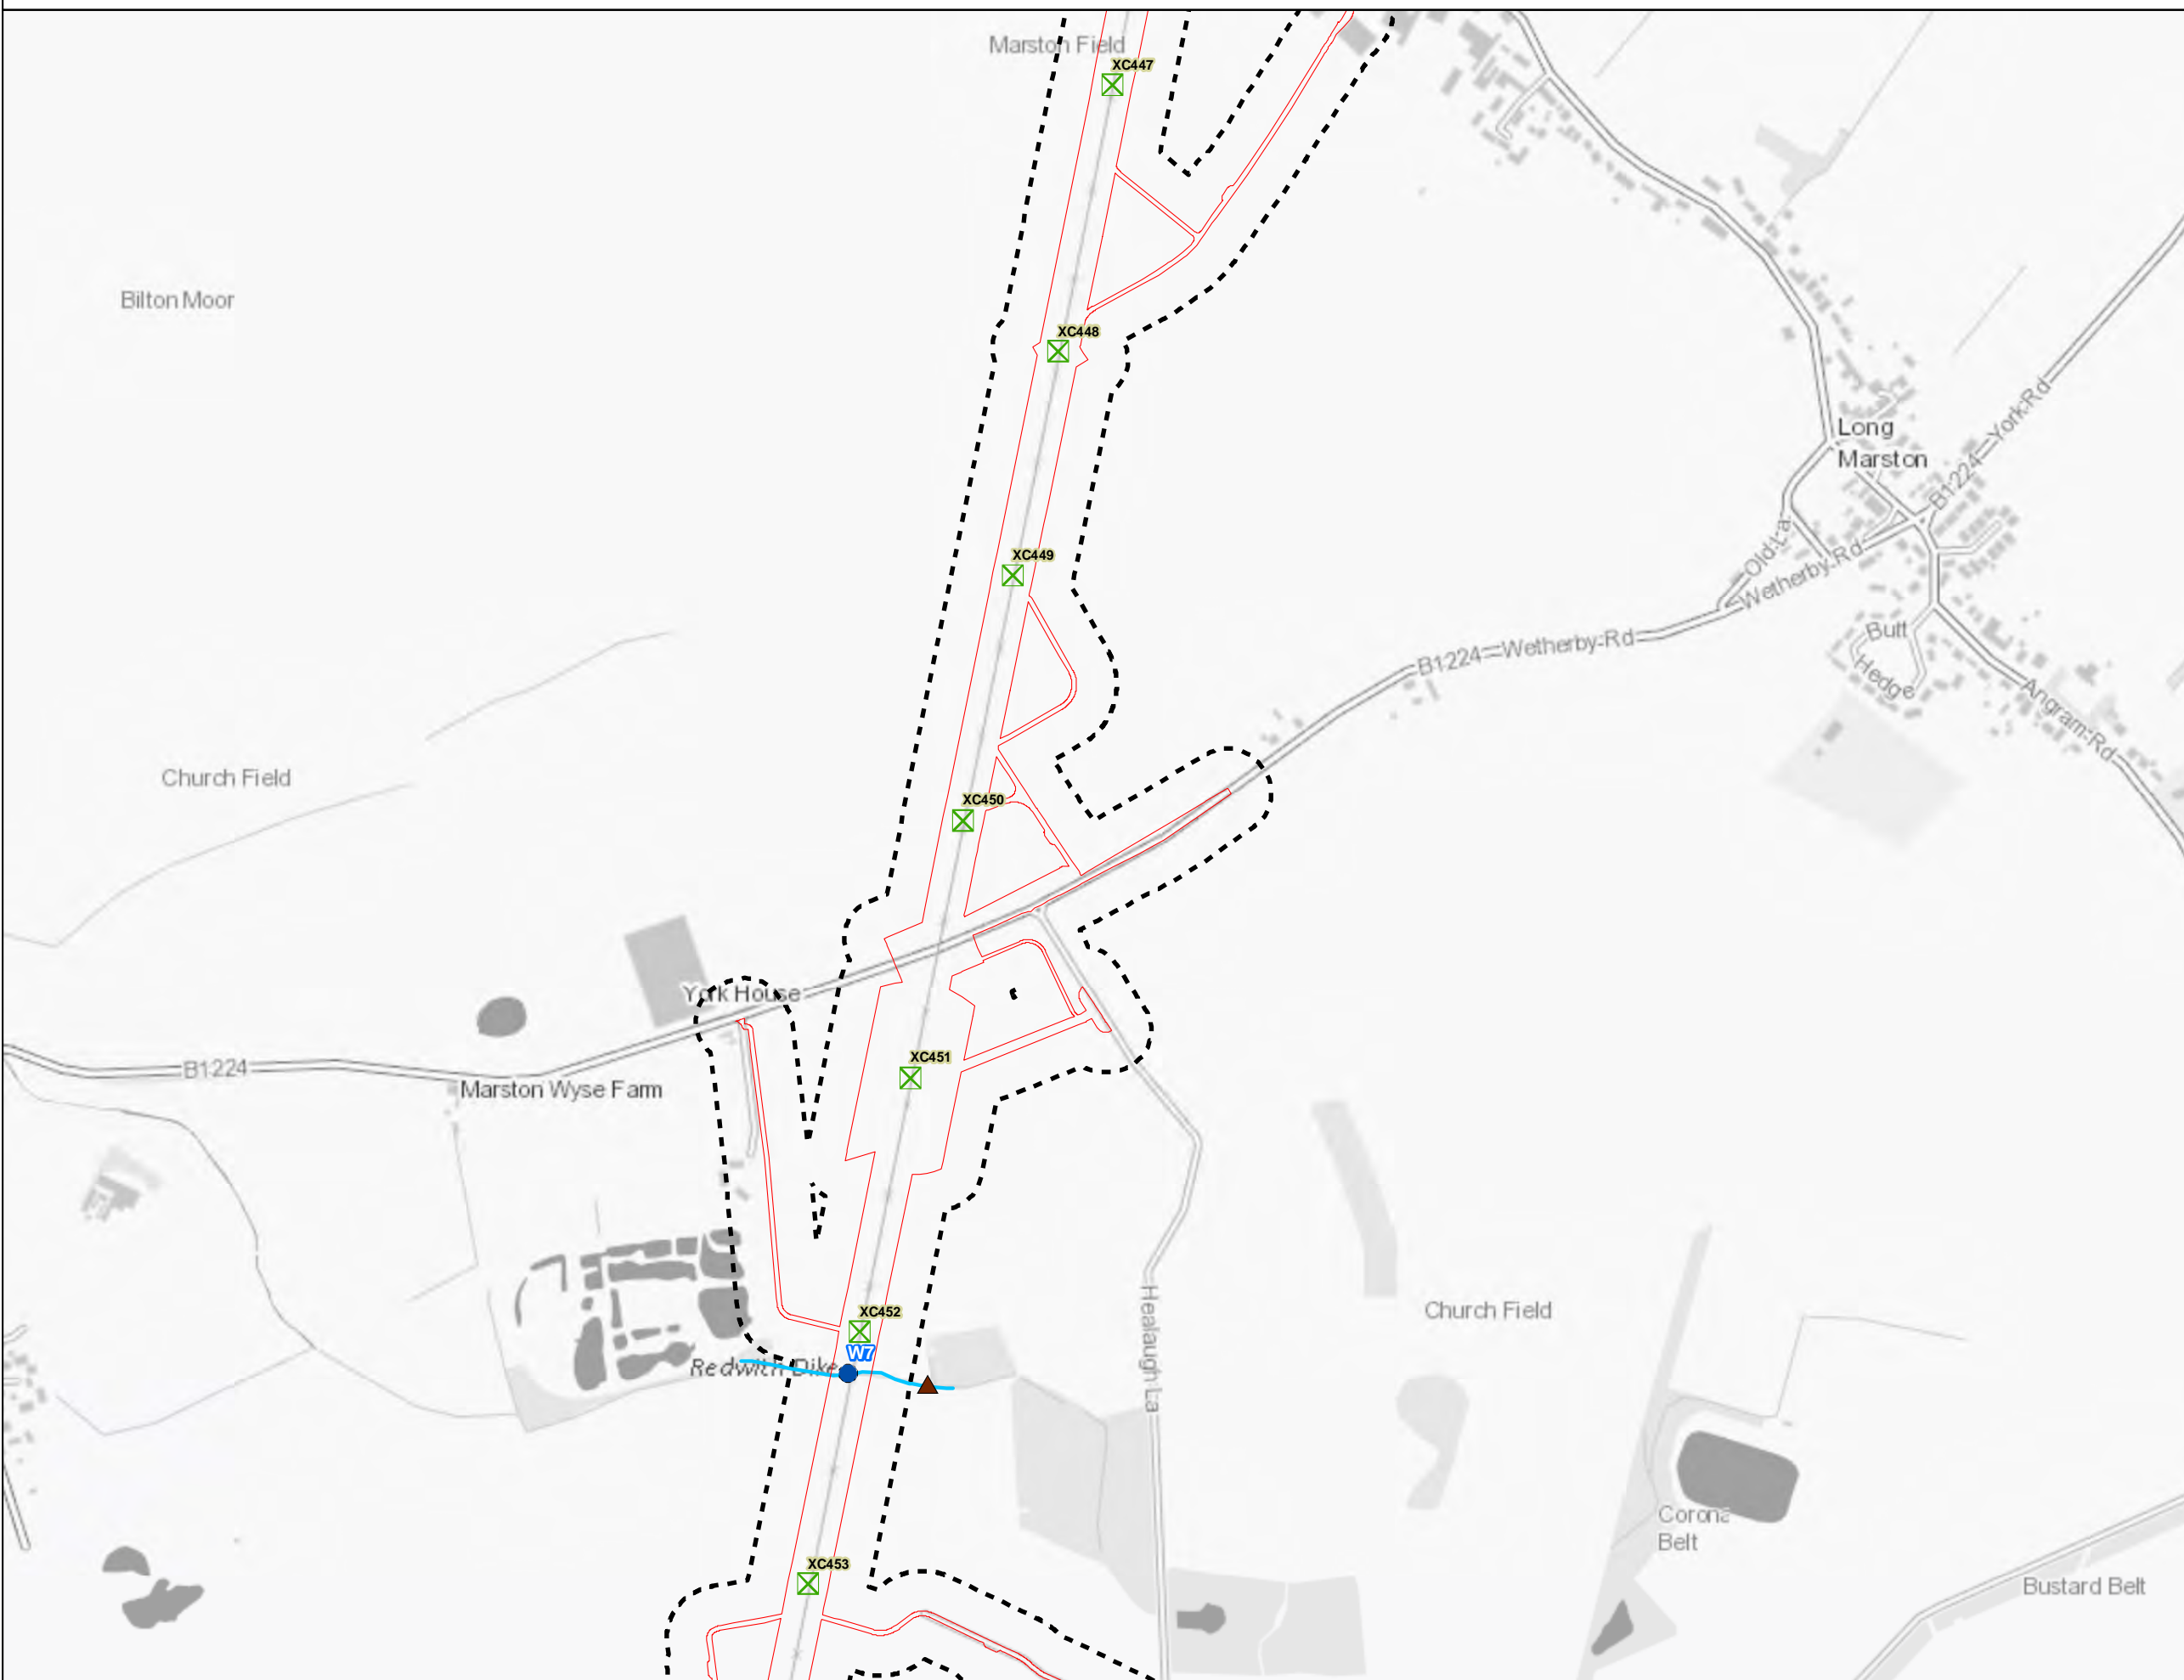 Marston Field
XC447
Bilton Moor
XC448
York Rd
Long
Marston
B1224
Old La
Wetherby Rd
XC449
B1224
Wetherby Rd
Butt
Hedge
Angram Rd
Church Field
XC450
York House
B1224
Marston Wyse Farm
XC451
Healaugh La
Church Field
XC452
W7
Redwith Dike
Corona
Belt
XC453
Bustard Belt